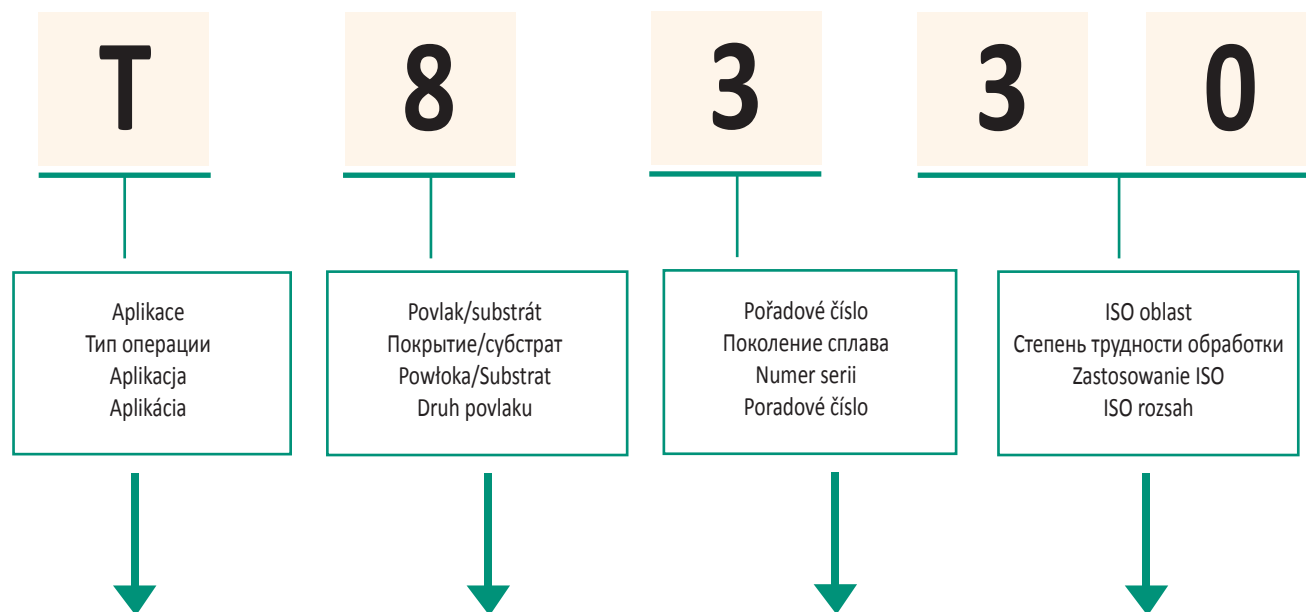 T 8 3 3 0
Aplikace
Тип операции
Aplikacja
Aplikácia
Povlak/substrát
Покрытие/субстрат
Powłoka/Substrat
Druh povlaku
Pořadové číslo
Поколение сплава
Numer serii
Poradové číslo
ISO oblast
Степень трудности обработки
Zastosowanie ISO
ISO rozsah